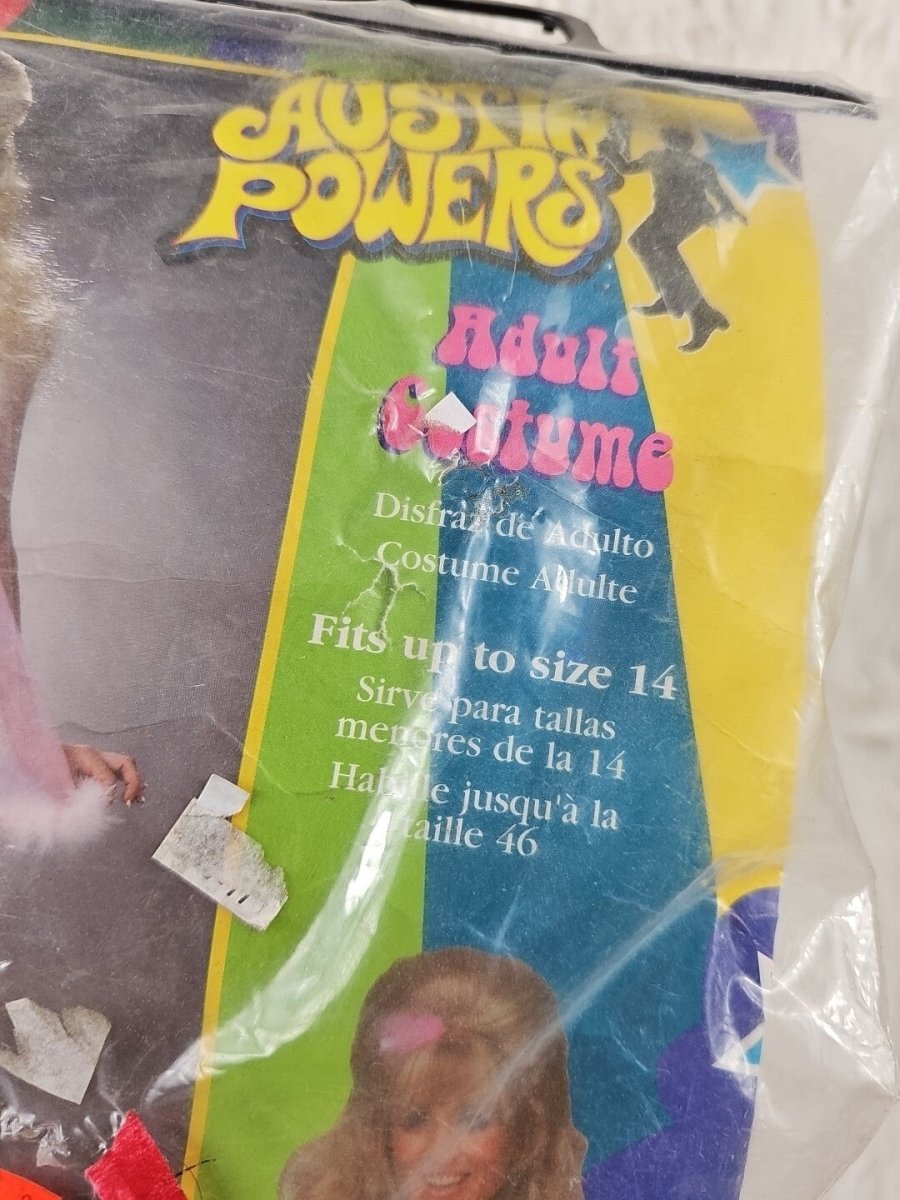 AUSTIN
POWERS
Adult
Costume
Disfraz de Adulto
Costume Adulte
Fits up to size 14
Sirve para tallas
menores de la 14
Habille jusqu'à la
taille 46